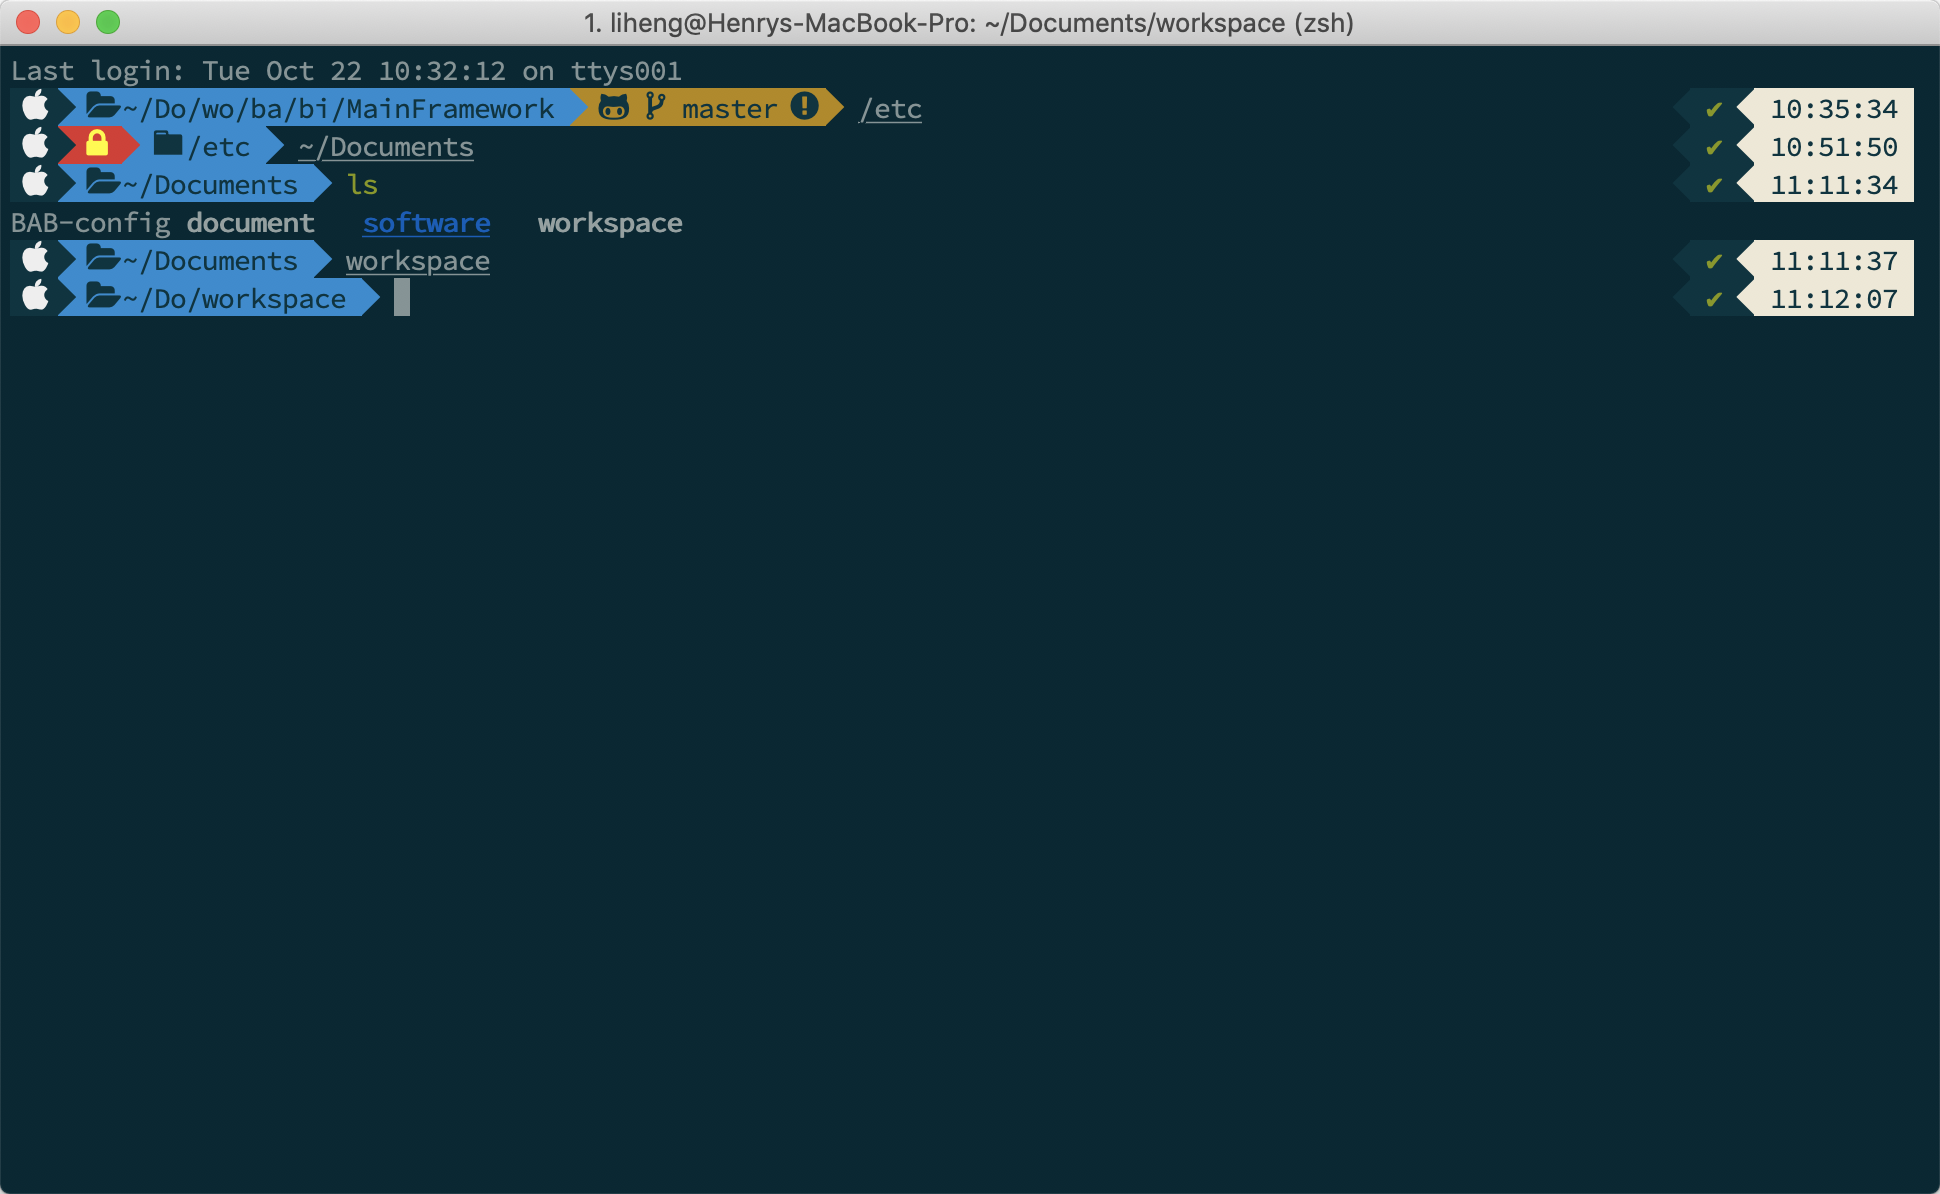 1. liheng@Henrys-MacBook-Pro: ~/Documents/workspace (zsh)
Last login: Tue Oct 22 10:32:12 on ttys001
~/Do/wo/ba/bi/MainFramework master /etc ✔ 10:35:34
/etc ~/Documents ✔ 10:51:50
~/Documents ls ✔ 11:11:34
BAB-config document software workspace
~/Documents workspace ✔ 11:11:37
~/Do/workspace ✔ 11:12:07